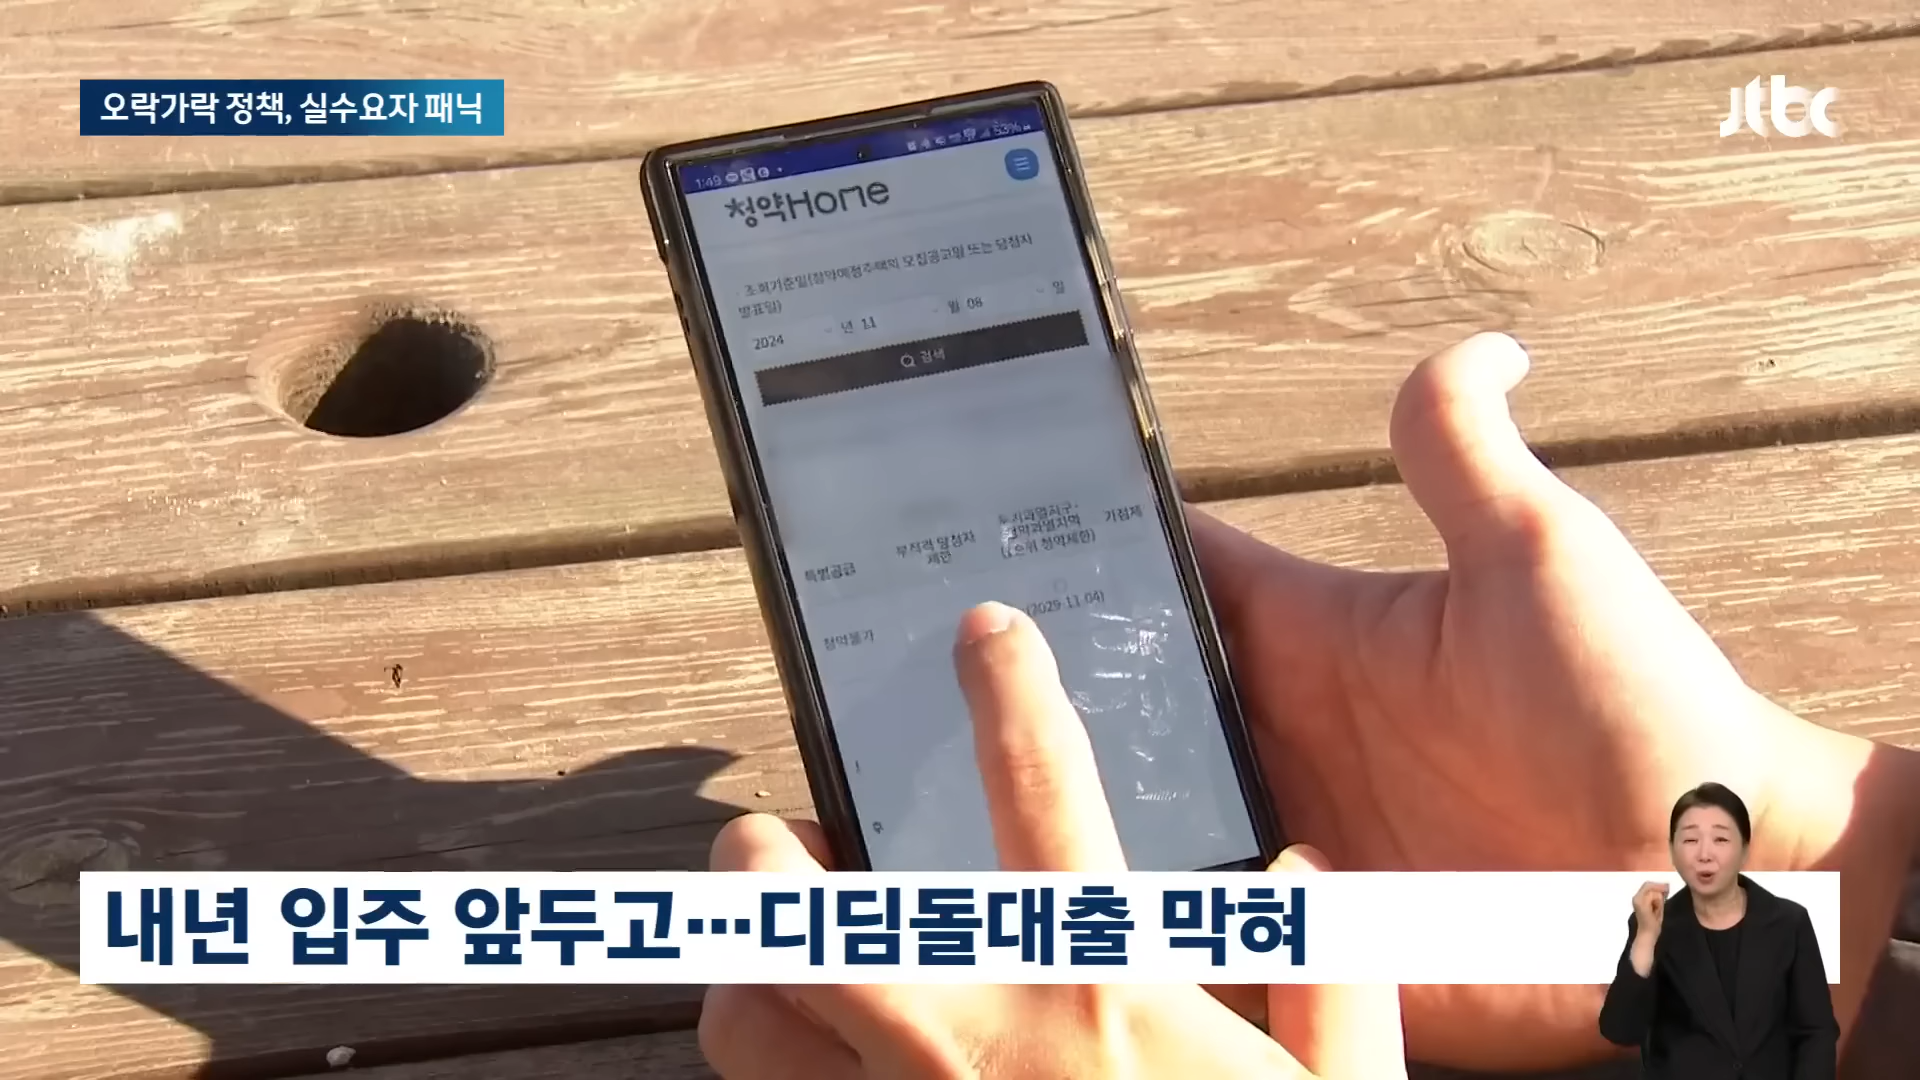 오락가락 정책, 실수요자 패닉
jtbc
1:49
53%
청약Home
조회기준일(청약예정주택의 모집공고일 또는 당첨자
발표일)
2024 년 11 월 08 일
검색
특별공급
부적격 당첨자
제한
투기과열지구·
청약과열지역
(1순위 청약제한)
가점제
청약불가
(2029-11-04)
내년 입주 앞두고…디딤돌대출 막혀